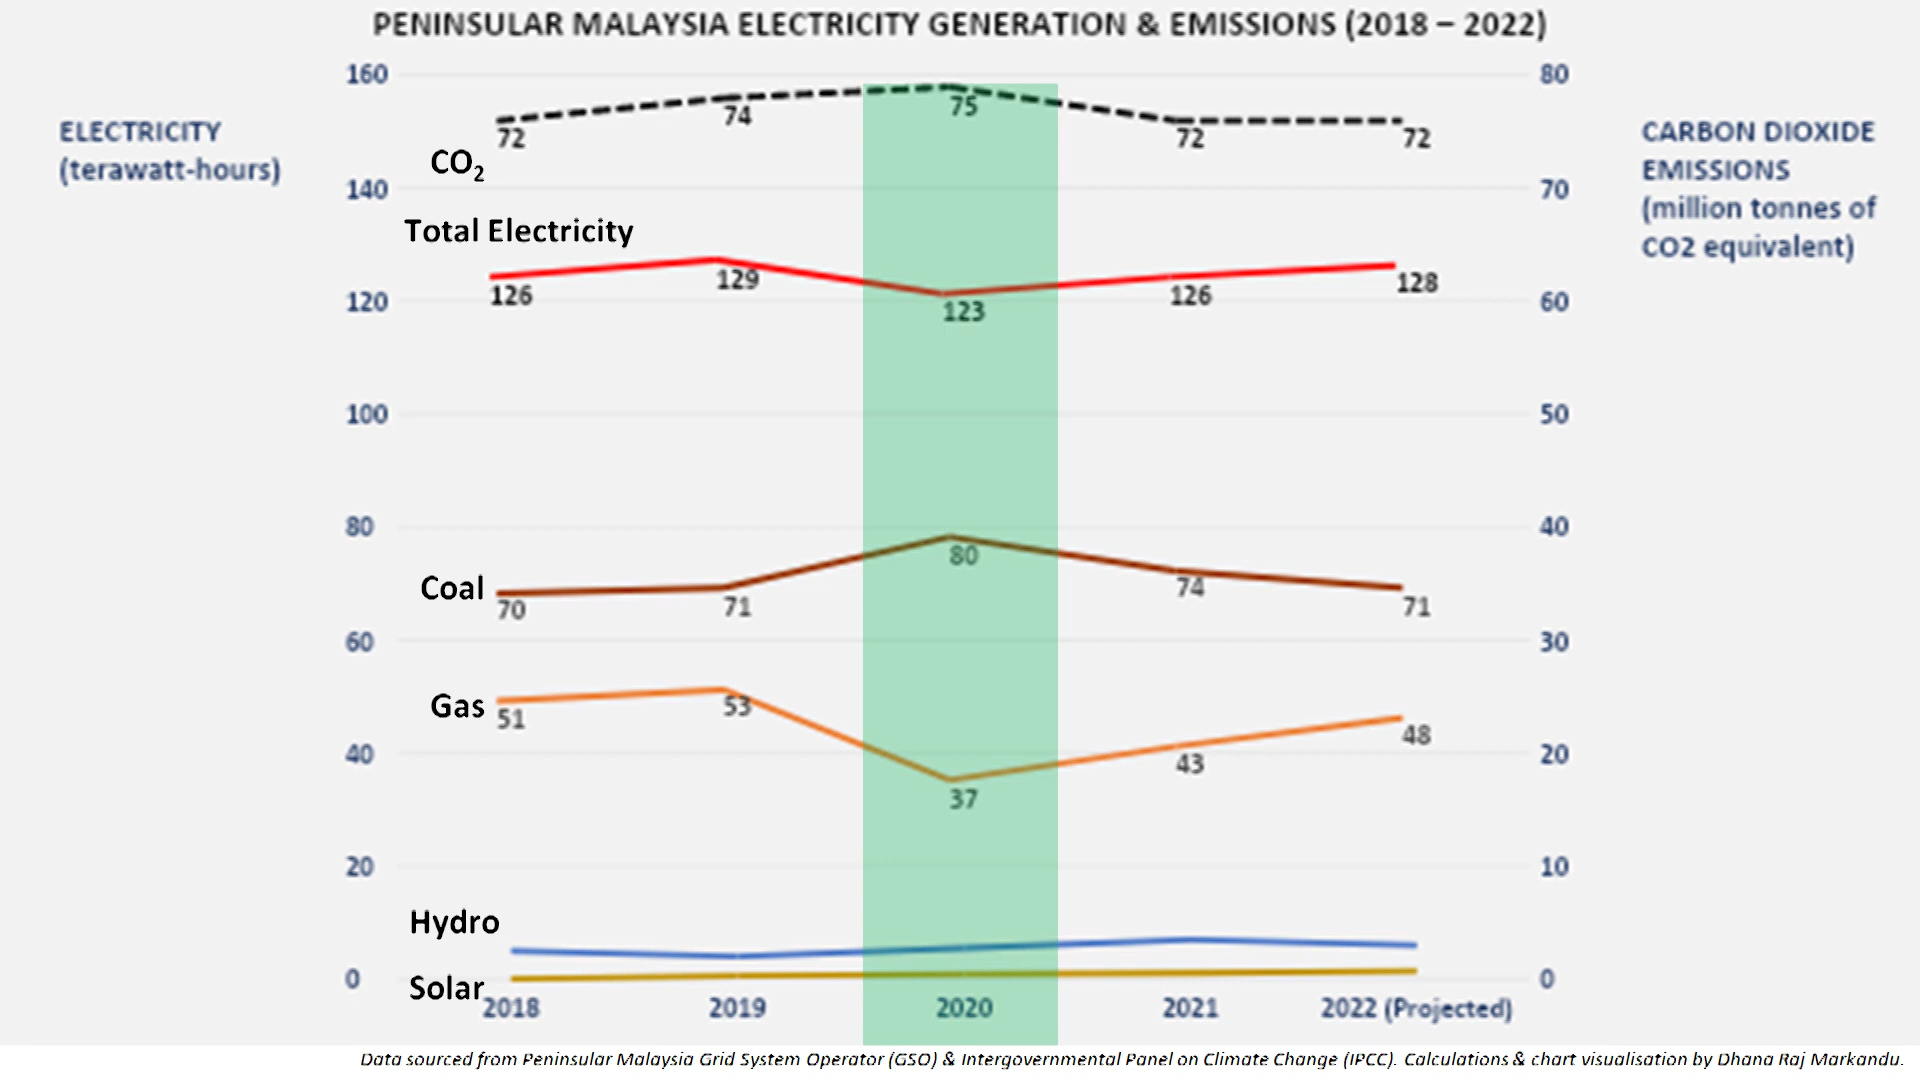 PENINSULAR MALAYSIA ELECTRICITY GENERATION & EMISSIONS (2018 – 2022)
ELECTRICITY
(terawatt-hours)
160
140
120
100
80
60
40
20
0
CO₂
72
74
75
72
72
Total Electricity
126
129
123
126
128
Coal
70
71
80
74
71
Gas
51
53
37
43
48
Hydro
Solar
2018
2019
2020
2021
2022 (Projected)
80
70
60
50
40
30
20
10
0
CARBON DIOXIDE
EMISSIONS
(million tonnes of
CO2 equivalent)
Data sourced from Peninsular Malaysia Grid System Operator (GSO) & Intergovernmental Panel on Climate Change (IPCC). Calculations & chart visualisation by Dhana Raj Markandu.